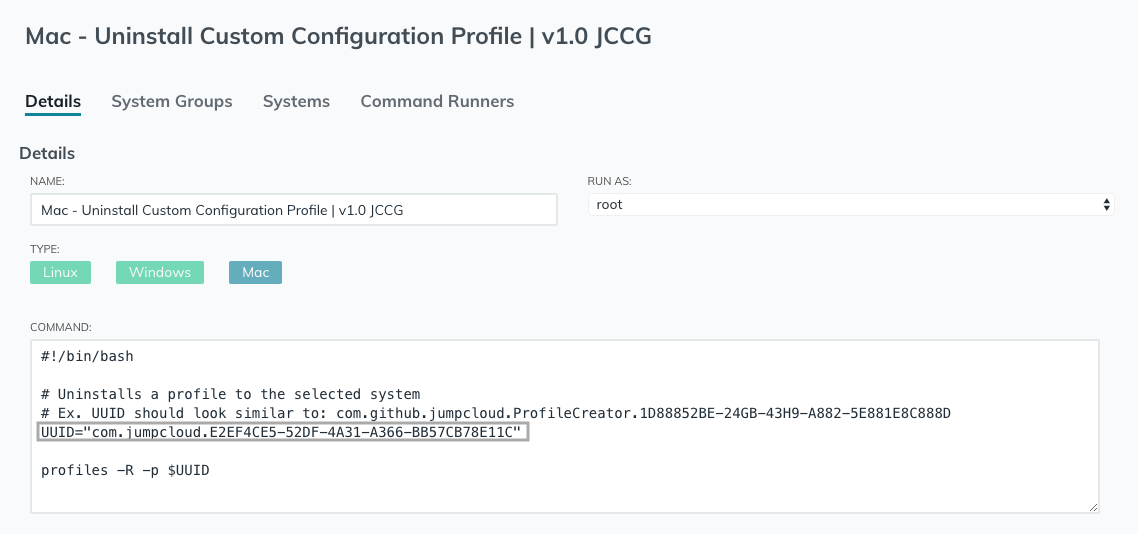 Mac - Uninstall Custom Configuration Profile | v1.0 JCCG
Details System Groups Systems Command Runners
Details
NAME: RUN AS:
Mac - Uninstall Custom Configuration Profile | v1.0 JCCG root
TYPE:
Linux Windows Mac
COMMAND:
#!/bin/bash
# Uninstalls a profile to the selected system
# Ex. UUID should look similar to: com.github.jumpcloud.ProfileCreator.1D88852BE-24GB-43H9-A882-5E881E8C888D
UUID="com.jumpcloud.E2EF4CE5-52DF-4A31-A366-BB57CB78E11C"
profiles -R -p $UUID